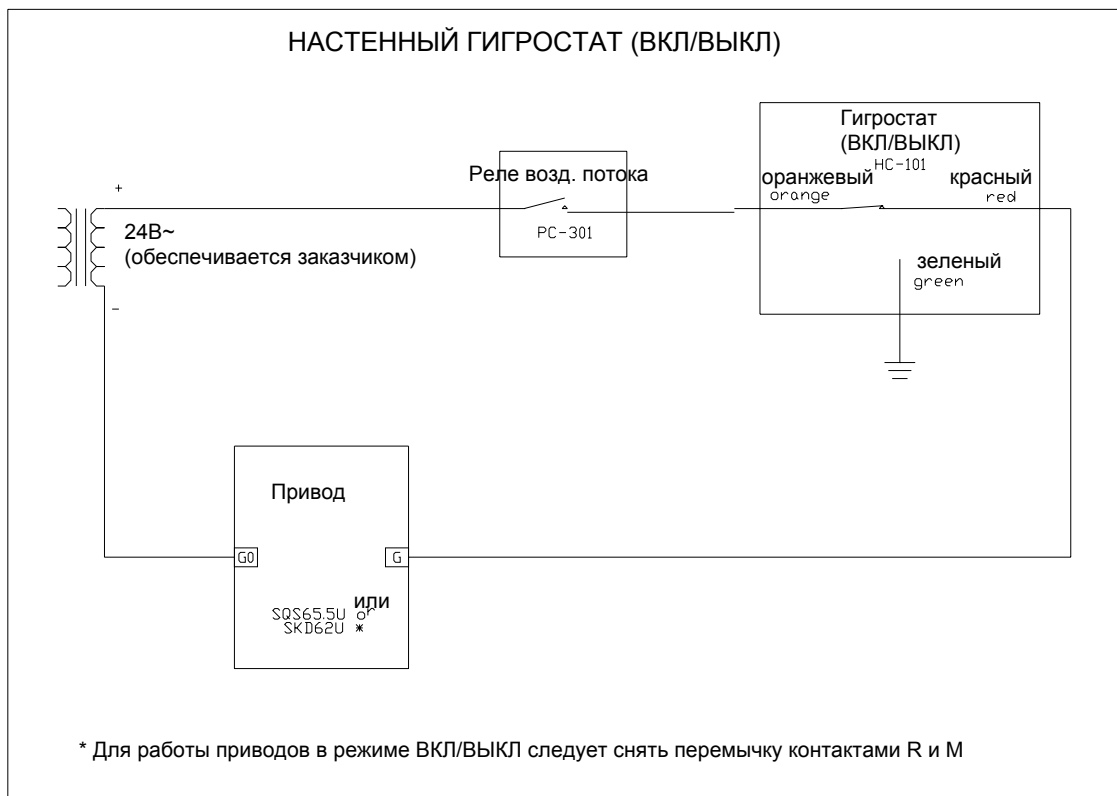 НАСТЕННЫЙ ГИГРОСТАТ (ВКЛ/ВЫКЛ)
Гигростат
(ВКЛ/ВЫКЛ)
HC-101
Реле возд. потока
оранжевый
orange
красный
red
+
24В~
(обеспечивается заказчиком)
PC-301
зеленый
green
–
Привод
G0
G
или
SQS65.5U or
SKD62U *
* Для работы приводов в режиме ВКЛ/ВЫКЛ следует снять перемычку контактами R и M